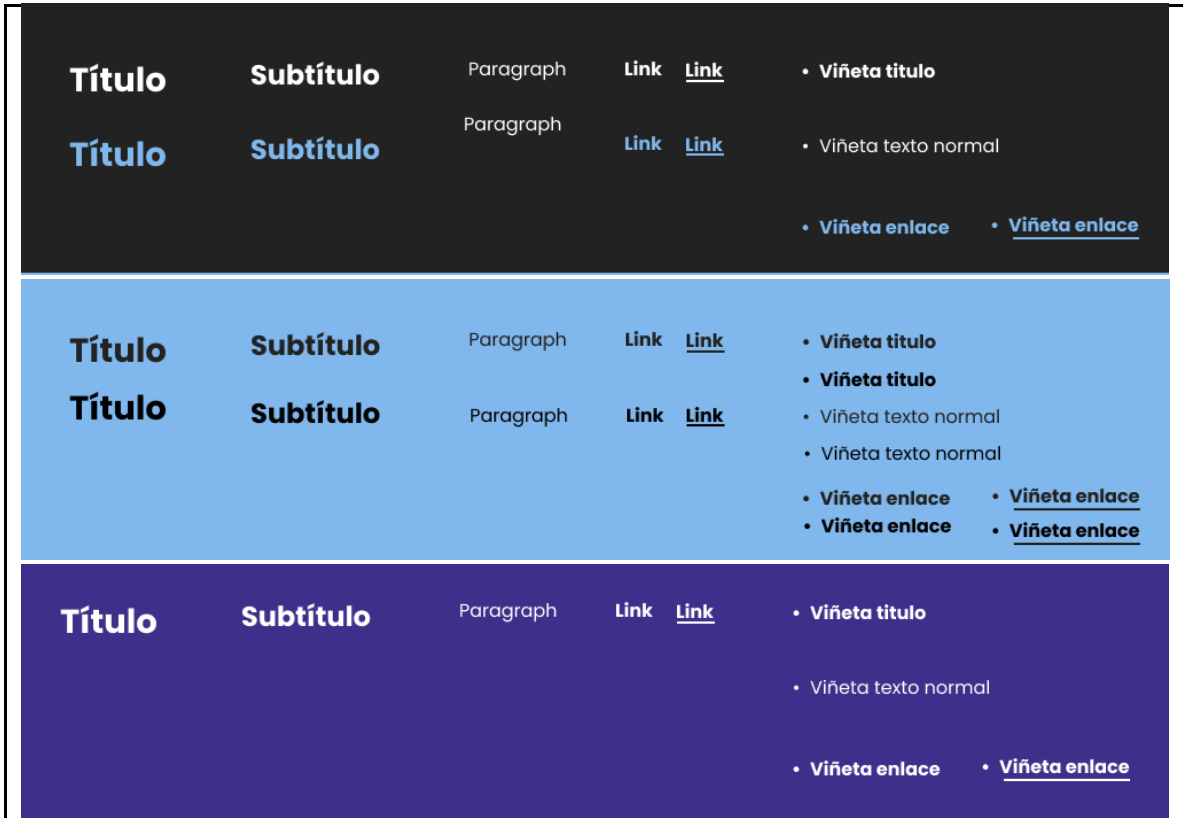 Título Subtítulo Paragraph Link Link • Viñeta titulo
Paragraph
Título Subtítulo Link Link • Viñeta texto normal
• Viñeta enlace • Viñeta enlace
Título Subtítulo Paragraph Link Link • Viñeta titulo
• Viñeta titulo
Título Subtítulo Paragraph Link Link • Viñeta texto normal
• Viñeta texto normal
• Viñeta enlace • Viñeta enlace
• Viñeta enlace • Viñeta enlace
Título Subtítulo Paragraph Link Link • Viñeta titulo
• Viñeta texto normal
• Viñeta enlace • Viñeta enlace